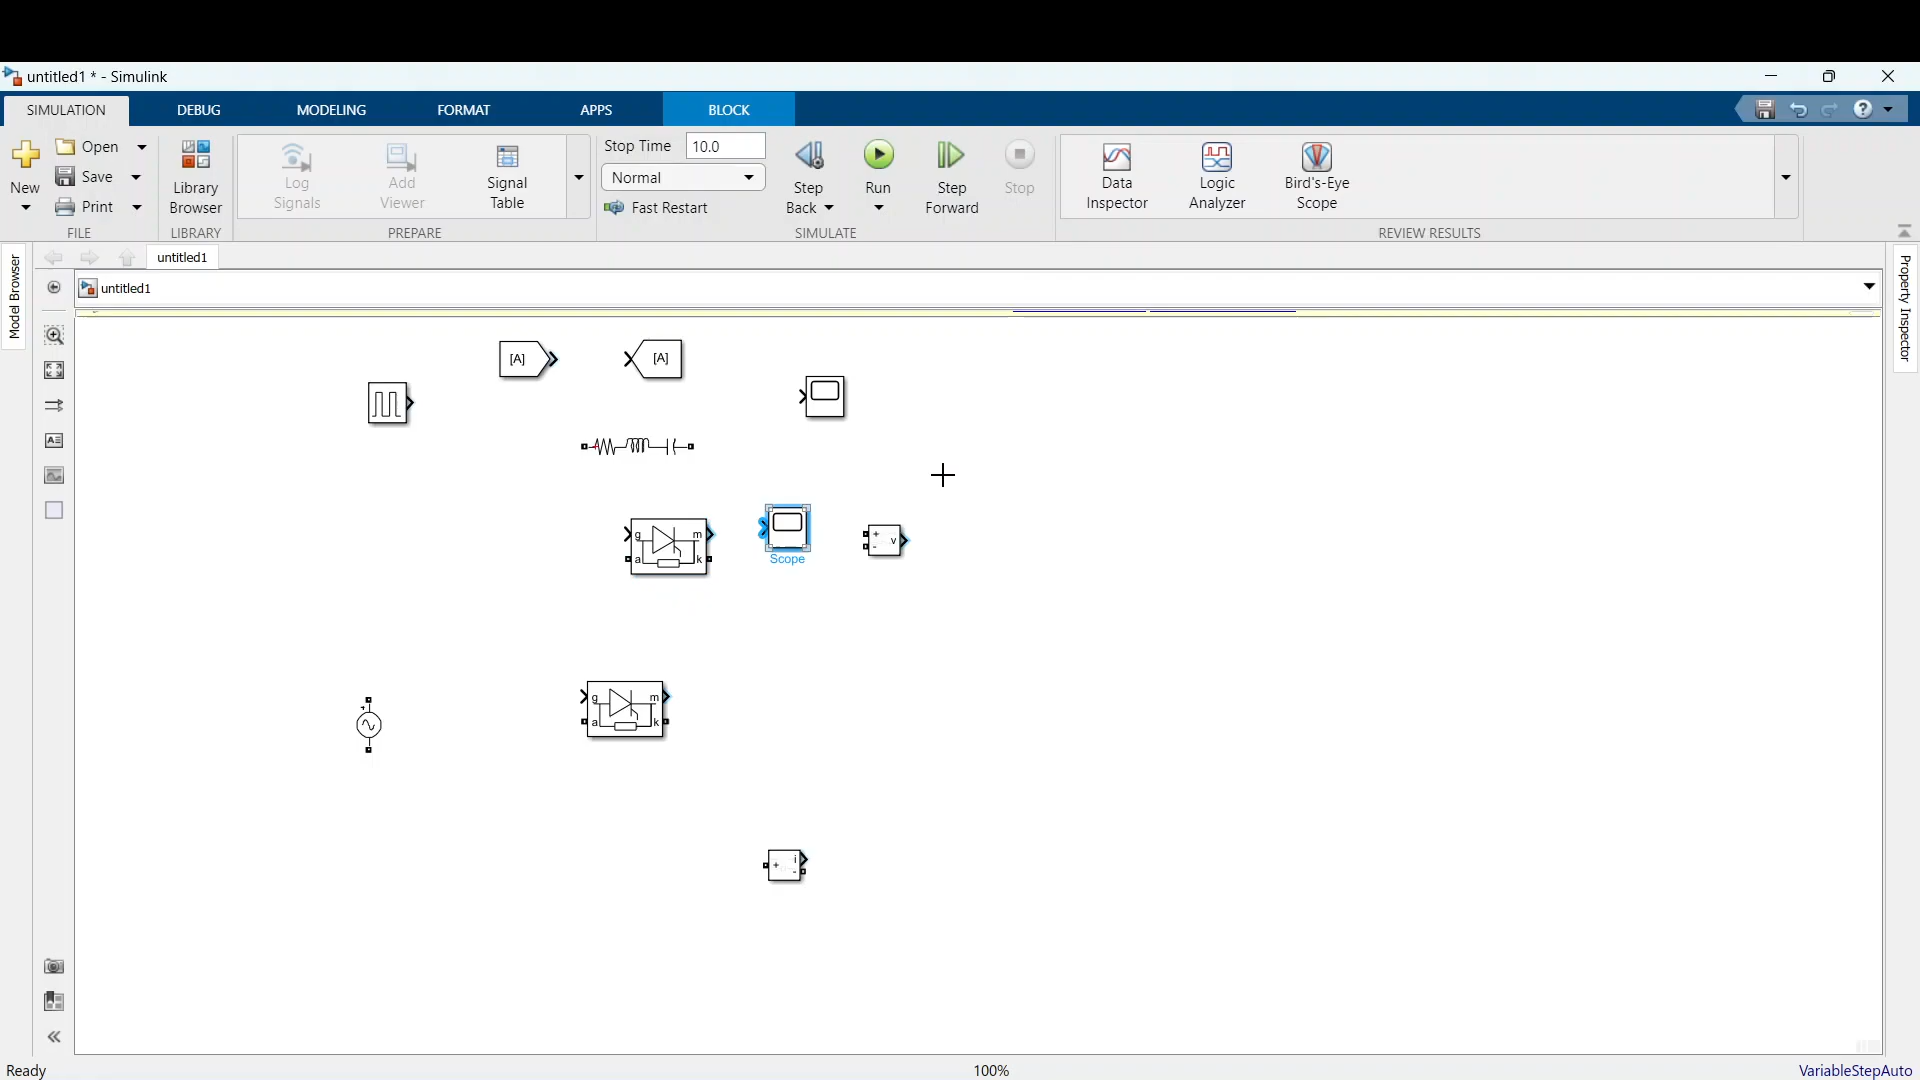 untitled1 * - Simulink
SIMULATION DEBUG MODELING FORMAT APPS BLOCK
New
Open
Save
Print
FILE
Library
Browser
LIBRARY
Log
Signals
Add
Viewer
Signal
Table
PREPARE
Stop Time 10.0
Normal
Fast Restart
Step
Back
Run
Step
Forward
Stop
SIMULATE
Data
Inspector
Logic
Analyzer
Bird's-Eye
Scope
REVIEW RESULTS
Model Browser
untitled1
untitled1
Property Inspector
[A]
[A]
g m
a k
Scope
+ v
-
g m
a k
+
+ i
-
Ready
100%
VariableStepAuto